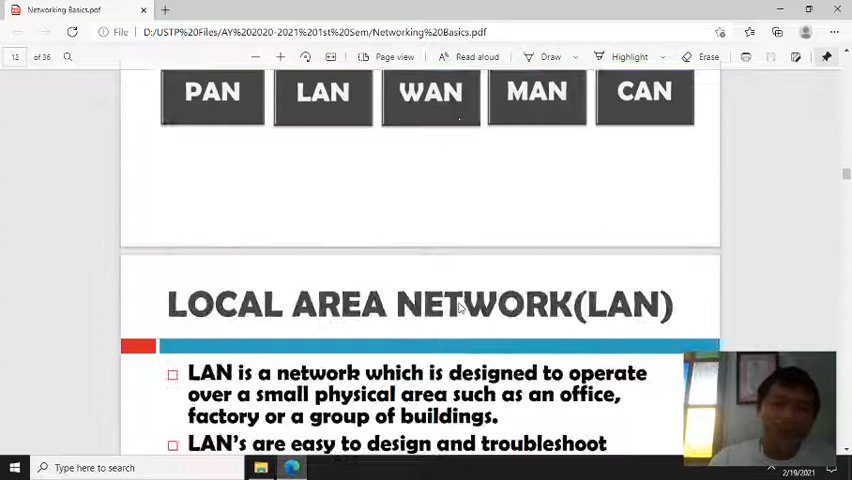 Networking Basics.pdf
File
D:/USTP%20Files/AY%202020-2021%201st%20Sem/Networking%20Basics.pdf
12 of 36
Page view
Read aloud
Draw
Highlight
Erase
PAN
LAN
WAN
MAN
CAN
LOCAL AREA NETWORK(LAN)
LAN is a network which is designed to operate
over a small physical area such as an office,
factory or a group of buildings.
LAN's are easy to design and troubleshoot
Type here to search
2/19/2021